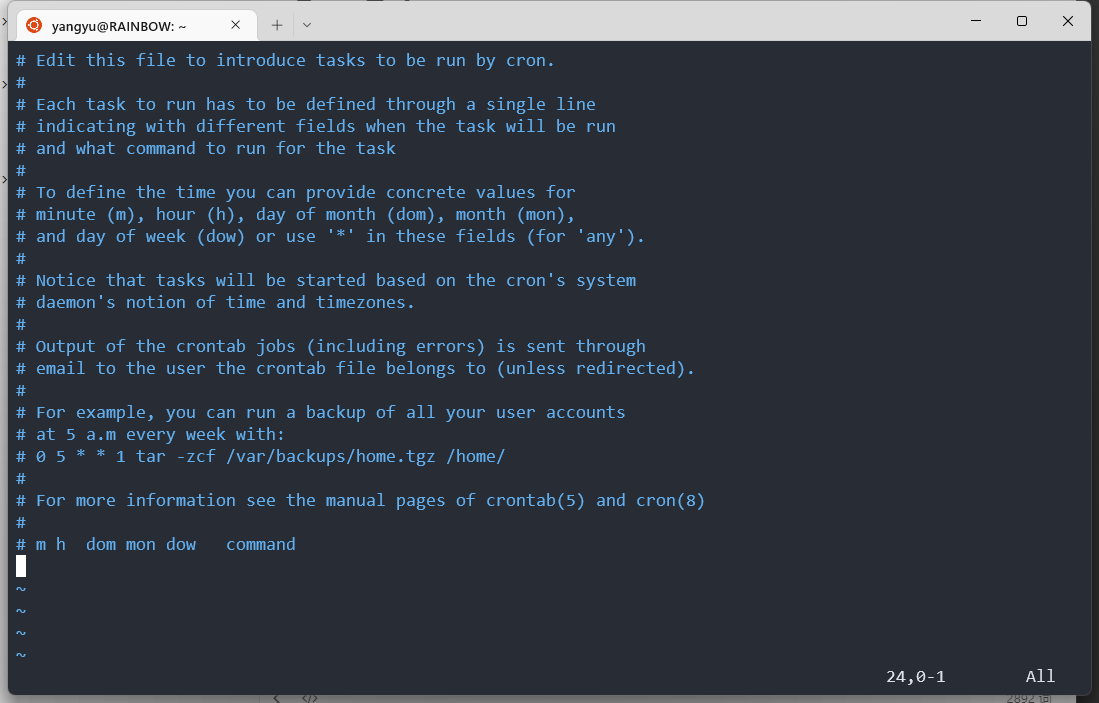 yangyu@RAINBOW: ~
# Edit this file to introduce tasks to be run by cron.
#
# Each task to run has to be defined through a single line
# indicating with different fields when the task will be run
# and what command to run for the task
#
# To define the time you can provide concrete values for
# minute (m), hour (h), day of month (dom), month (mon),
# and day of week (dow) or use '*' in these fields (for 'any').
#
# Notice that tasks will be started based on the cron's system
# daemon's notion of time and timezones.
#
# Output of the crontab jobs (including errors) is sent through
# email to the user the crontab file belongs to (unless redirected).
#
# For example, you can run a backup of all your user accounts
# at 5 a.m every week with:
# 0 5 * * 1 tar -zcf /var/backups/home.tgz /home/
#
# For more information see the manual pages of crontab(5) and cron(8)
#
# m h  dom mon dow   command
~
~
~
~
24,0-1 All
2892 词